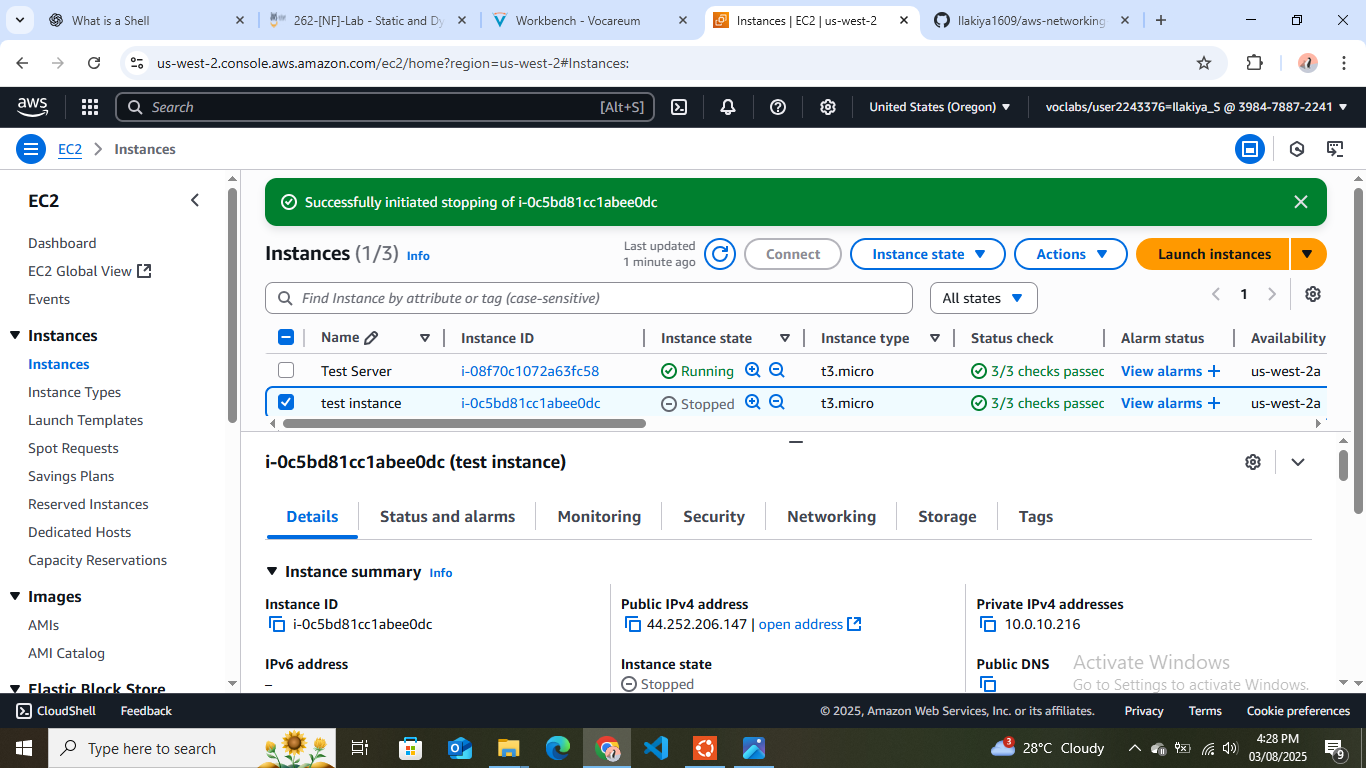 What is a Shell
262-[NF]-Lab - Static and Dy
Workbench - Vocareum
Instances | EC2 | us-west-2
Ilakiya1609/aws-networking
us-west-2.console.aws.amazon.com/ec2/home?region=us-west-2#Instances:
aws
Search
[Alt+S]
United States (Oregon)
voclabs/user2243376=Ilakiya_S @ 3984-7887-2241
EC2
Instances
EC2
Dashboard
EC2 Global View
Events
Instances
Instances
Instance Types
Launch Templates
Spot Requests
Savings Plans
Reserved Instances
Dedicated Hosts
Capacity Reservations
Images
AMIs
AMI Catalog
Elastic Block Store
Successfully initiated stopping of i-0c5bd81cc1abee0dc
Instances (1/3) Info
Last updated
1 minute ago
Connect
Instance state
Actions
Launch instances
Find Instance by attribute or tag (case-sensitive)
All states
1
Name Instance ID Instance state Instance type Status check Alarm status Availability
Test Server i-08f70c1072a63fc58 Running t3.micro 3/3 checks passec View alarms + us-west-2a
test instance i-0c5bd81cc1abee0dc Stopped t3.micro 3/3 checks passec View alarms + us-west-2a
i-0c5bd81cc1abee0dc (test instance)
Details Status and alarms Monitoring Security Networking Storage Tags
Instance summary Info
Instance ID
i-0c5bd81cc1abee0dc
IPv6 address
–
Public IPv4 address
44.252.206.147 | open address
Instance state
Stopped
Private IPv4 addresses
10.0.10.216
Public DNS
Activate Windows
Go to Settings to activate Windows.
CloudShell Feedback
© 2025, Amazon Web Services, Inc. or its affiliates. Privacy Terms Cookie preferences
Type here to search
3
28°C Cloudy
4:28 PM
03/08/2025
9